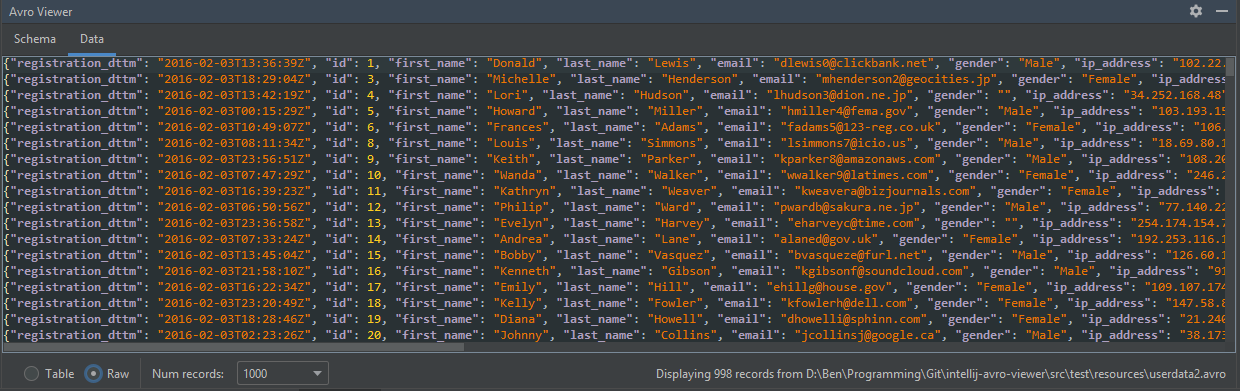 Avro Viewer
Schema Data
{"registration_dttm": "2016-02-03T13:36:39Z", "id": 1, "first_name": "Donald", "last_name": "Lewis", "email": "dlewis0@clickbank.net", "gender": "Male", "ip_address": "102.22.
{"registration_dttm": "2016-02-03T18:29:04Z", "id": 3, "first_name": "Michelle", "last_name": "Henderson", "email": "mhenderson2@geocities.jp", "gender": "Female", "ip_address"
{"registration_dttm": "2016-02-03T13:42:19Z", "id": 4, "first_name": "Lori", "last_name": "Hudson", "email": "lhudson3@dion.ne.jp", "gender": "", "ip_address": "34.252.168.48"
{"registration_dttm": "2016-02-03T00:15:29Z", "id": 5, "first_name": "Howard", "last_name": "Miller", "email": "hmiller4@fema.gov", "gender": "Male", "ip_address": "103.193.15
{"registration_dttm": "2016-02-03T10:49:07Z", "id": 6, "first_name": "Frances", "last_name": "Adams", "email": "fadams5@123-reg.co.uk", "gender": "Female", "ip_address": "106.
{"registration_dttm": "2016-02-03T08:11:34Z", "id": 8, "first_name": "Louis", "last_name": "Simmons", "email": "lsimmons7@icio.us", "gender": "Male", "ip_address": "18.69.80.1
{"registration_dttm": "2016-02-03T23:56:51Z", "id": 9, "first_name": "Keith", "last_name": "Parker", "email": "kparker8@amazonaws.com", "gender": "Male", "ip_address": "108.20
{"registration_dttm": "2016-02-03T07:47:29Z", "id": 10, "first_name": "Wanda", "last_name": "Walker", "email": "wwalker9@latimes.com", "gender": "Female", "ip_address": "246.2
{"registration_dttm": "2016-02-03T16:39:23Z", "id": 11, "first_name": "Kathryn", "last_name": "Weaver", "email": "kweavera@bizjournals.com", "gender": "Female", "ip_address":
{"registration_dttm": "2016-02-03T06:50:56Z", "id": 12, "first_name": "Philip", "last_name": "Ward", "email": "pwardb@sakura.ne.jp", "gender": "Male", "ip_address": "77.140.22
{"registration_dttm": "2016-02-03T23:36:58Z", "id": 13, "first_name": "Evelyn", "last_name": "Harvey", "email": "eharveyc@time.com", "gender": "", "ip_address": "254.174.154.7
{"registration_dttm": "2016-02-03T07:33:24Z", "id": 14, "first_name": "Andrea", "last_name": "Lane", "email": "alaned@gov.uk", "gender": "Female", "ip_address": "192.253.116.1
{"registration_dttm": "2016-02-03T13:45:04Z", "id": 15, "first_name": "Bobby", "last_name": "Vasquez", "email": "bvasqueze@furl.net", "gender": "Male", "ip_address": "126.60.1
{"registration_dttm": "2016-02-03T21:58:10Z", "id": 16, "first_name": "Kenneth", "last_name": "Gibson", "email": "kgibsonf@soundcloud.com", "gender": "Male", "ip_address": "91
{"registration_dttm": "2016-02-03T16:22:34Z", "id": 17, "first_name": "Emily", "last_name": "Hill", "email": "ehillg@house.gov", "gender": "Female", "ip_address": "109.107.174
{"registration_dttm": "2016-02-03T23:20:49Z", "id": 18, "first_name": "Kelly", "last_name": "Fowler", "email": "kfowlerh@dell.com", "gender": "Female", "ip_address": "147.58.8
{"registration_dttm": "2016-02-03T18:28:46Z", "id": 19, "first_name": "Diana", "last_name": "Howell", "email": "dhowelli@sphinn.com", "gender": "Female", "ip_address": "21.240
{"registration_dttm": "2016-02-03T02:23:26Z", "id": 20, "first_name": "Johnny", "last_name": "Collins", "email": "jcollinsj@google.ca", "gender": "Male", "ip_address": "38.173
Table Raw Num records: 1000 Displaying 998 records from D:\Ben\Programming\Git\intellij-avro-viewer\src\test\resources\userdata2.avro